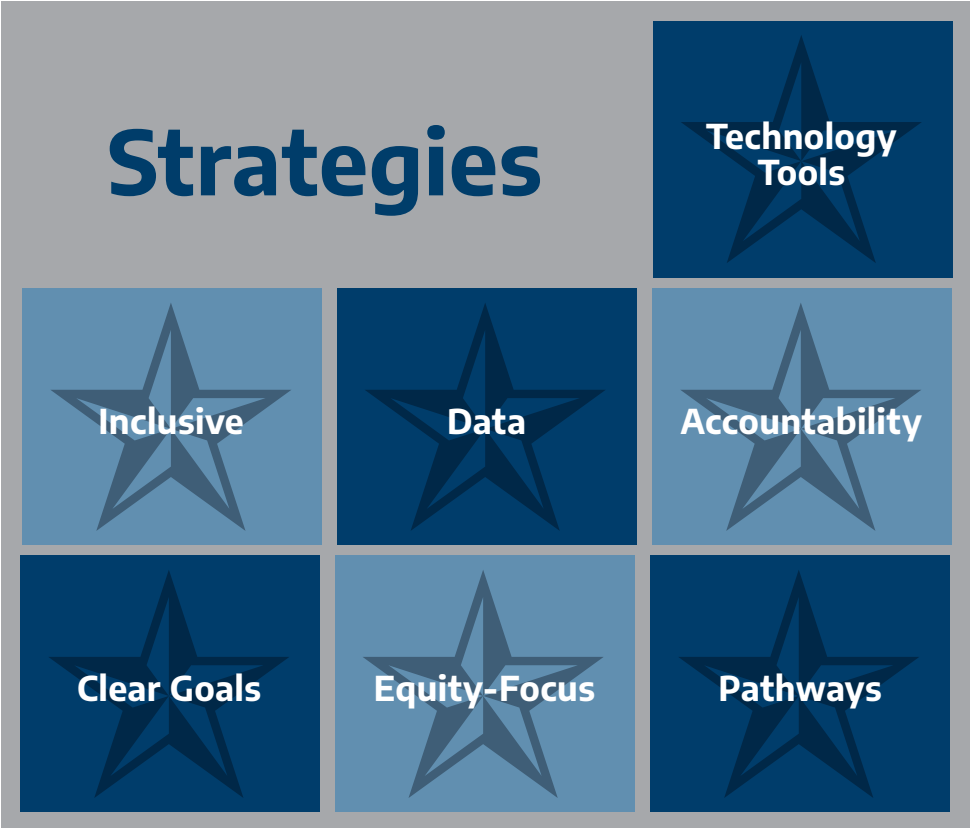 Strategies
Technology
Tools
Inclusive
Data
Accountability
Clear Goals
Equity-Focus
Pathways